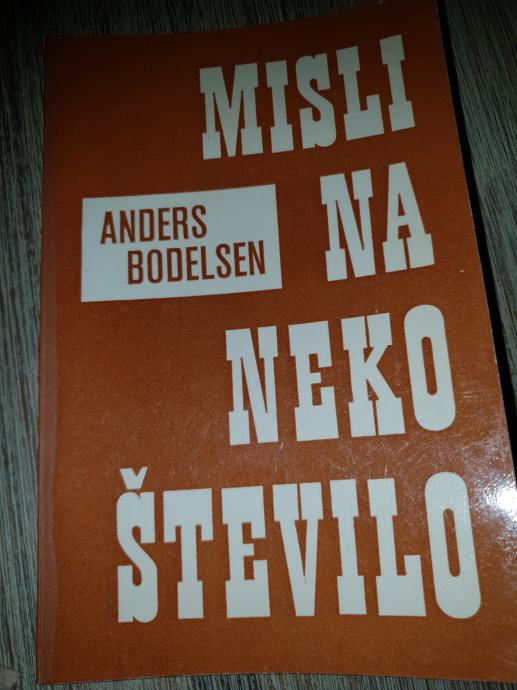 MISLI
NA
ANDERS
BODELSEN
NEKO
ŠTEVILO